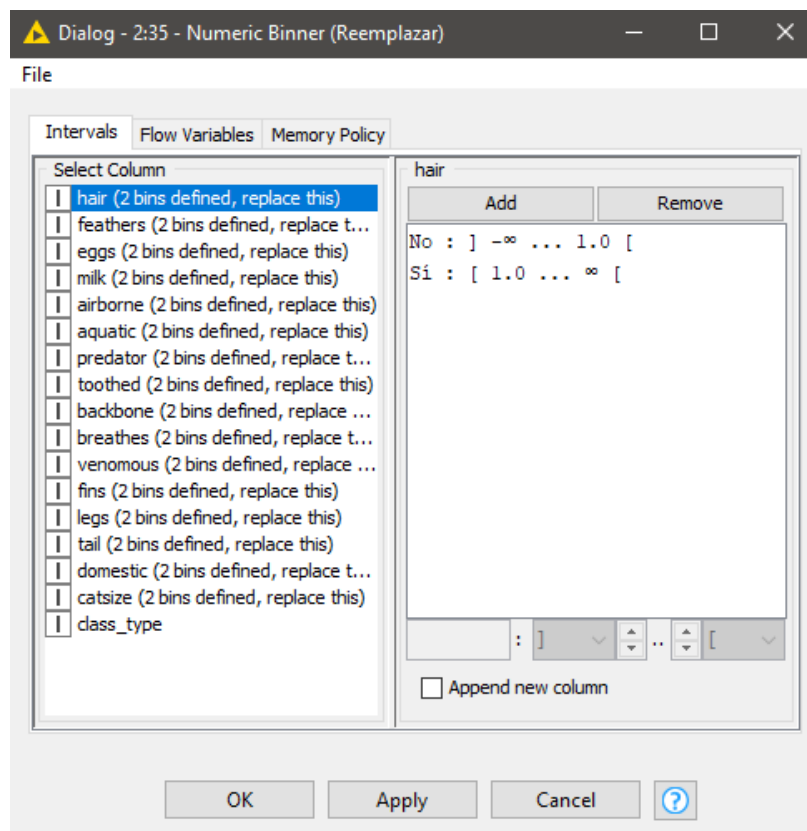 Dialog - 2:35 - Numeric Binner (Reemplazar)
File
Intervals Flow Variables Memory Policy
Select Column
hair (2 bins defined, replace this)
feathers (2 bins defined, replace t...
eggs (2 bins defined, replace this)
milk (2 bins defined, replace this)
airborne (2 bins defined, replace this)
aquatic (2 bins defined, replace this)
predator (2 bins defined, replace t...
toothed (2 bins defined, replace this)
backbone (2 bins defined, replace ...
breathes (2 bins defined, replace t...
venomous (2 bins defined, replace ...
fins (2 bins defined, replace this)
legs (2 bins defined, replace this)
tail (2 bins defined, replace this)
domestic (2 bins defined, replace t...
catsize (2 bins defined, replace this)
class_type
hair
Add Remove
No : ] -∞ ... 1.0 [
Sí : [ 1.0 ... ∞ [
: ] .. [
Append new column
OK Apply Cancel ?